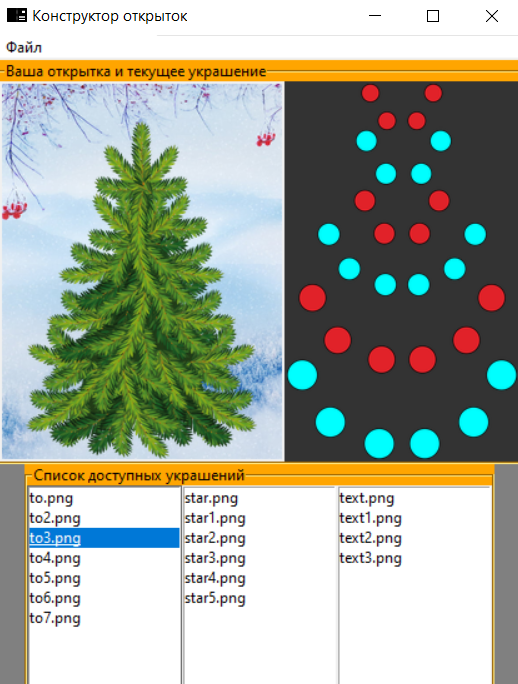 Конструктор открыток
Файл
Ваша открытка и текущее украшение
Список доступных украшений
to.png
to2.png
to3.png
to4.png
to5.png
to6.png
to7.png
star.png
star1.png
star2.png
star3.png
star4.png
star5.png
text.png
text1.png
text2.png
text3.png